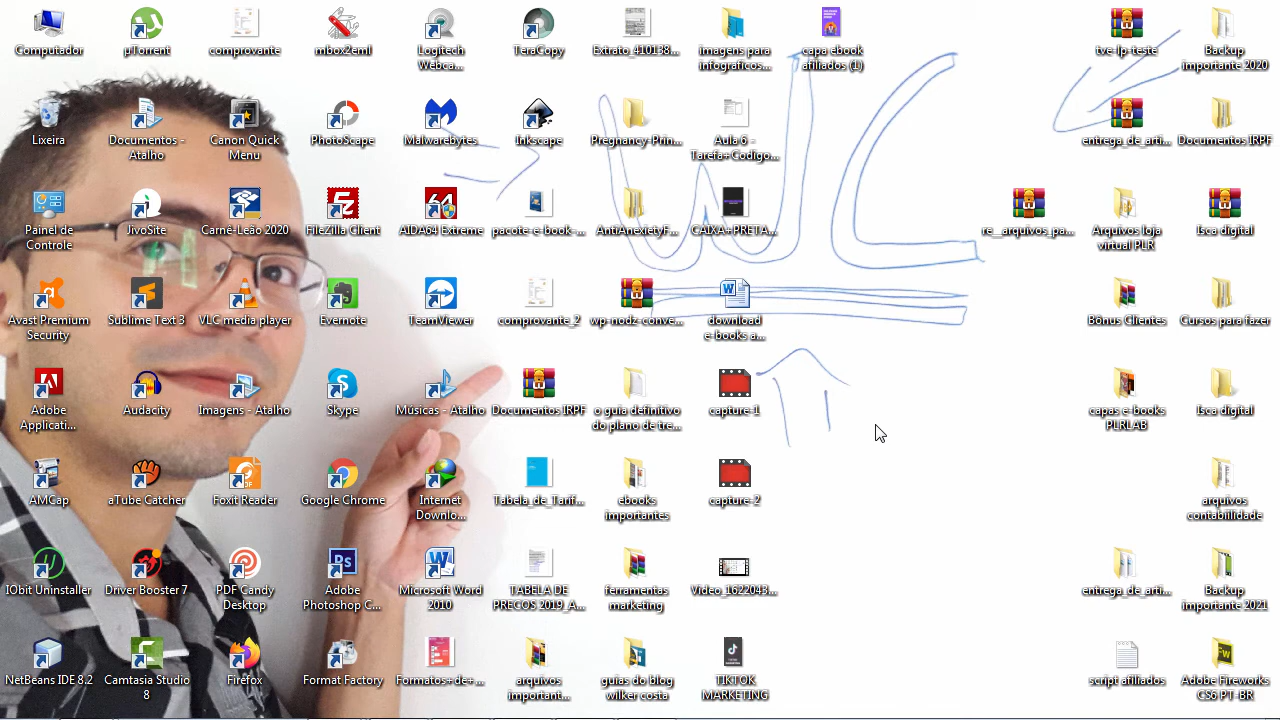 Computador
µTorrent
comprovante
mbox2eml
Logitech
Webca...
TeraCopy
Extrato_410138...
imagens para
infográficos...
capa ebook
afiliados (1)
tvc-lp-teste
Backup
importante 2020
Lixeira
Documentos -
Atalho
Canon Quick
Menu
PhotoScape
Malwarebytes
Inkscape
Pregnancy-Prin...
Aula 6 -
Tarefa+Codigo...
entrega_de_arti...
Documentos IRPF
Painel de
Controle
JivoSite
Carnê-Leão 2020
FileZilla Client
AIDA64 Extreme
pacote-e-book-...
AntiAnexietyF...
CAIXA+PRETA...
re__arquivos_pa...
Arquivos loja
virtual PLR
Isca digital
Avast Premium
Security
Sublime Text 3
VLC media player
Evernote
TeamViewer
comprovante_2
wp-nodz-conve...
download
e-books a...
Bônus Clientes
Cursos para fazer
Adobe
Applicati...
Audacity
Imagens - Atalho
Skype
Músicas - Atalho
Documentos IRPF
o guia definitivo
do plano de tre...
capture-1
capas e-books
PLRLAB
Isca digital
AMCap
aTube Catcher
Foxit Reader
Google Chrome
Internet
Downlo...
Tabela_de_Tarif...
ebooks
importantes
capture-2
arquivos
contabilidade
IObit Uninstaller
Driver Booster 7
PDF Candy
Desktop
Adobe
Photoshop C...
Microsoft Word
2010
TABELA DE
PREÇOS 2019_A...
ferramentas
marketing
Video_1622043...
entrega_de_arti...
Backup
importante 2021
NetBeans IDE 8.2
Camtasia Studio
8
Firefox
Format Factory
Formatos+de+...
arquivos
important...
guias do blog
wilker costa
TIKTOK
MARKETING
script afiliados
Adobe Fireworks
CS6 PT-BR